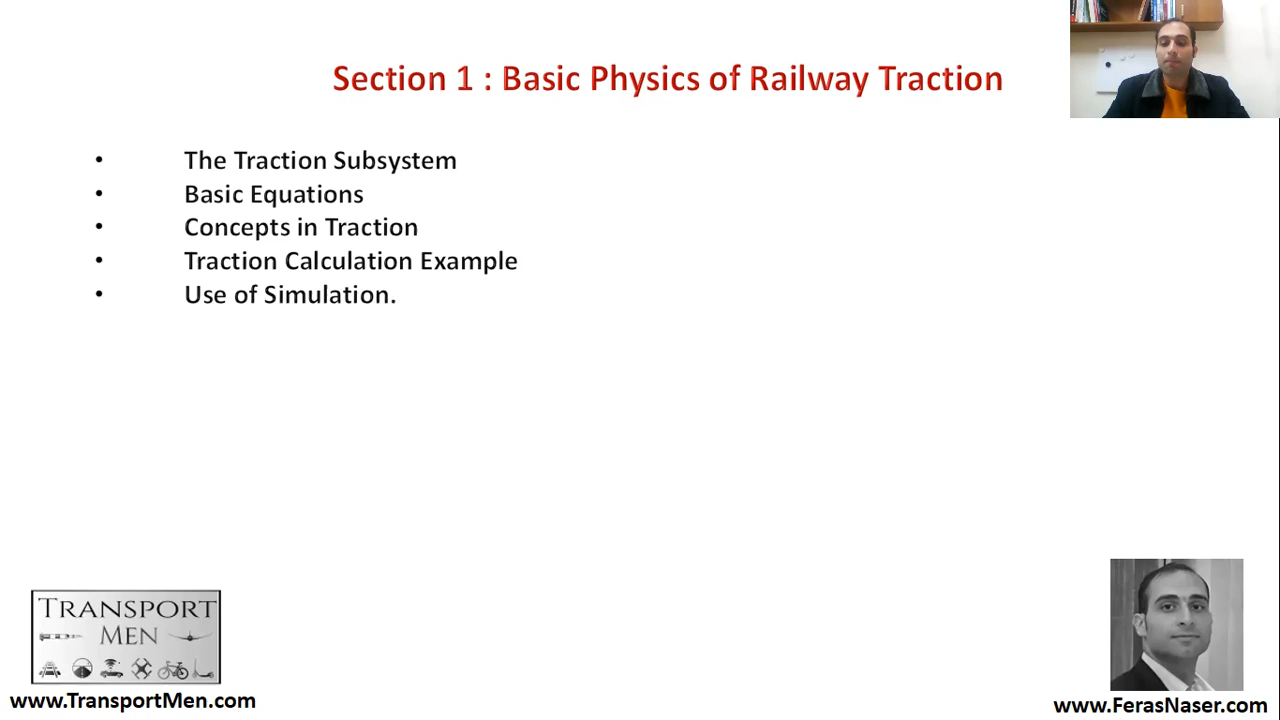 Section 1 : Basic Physics of Railway Traction
• The Traction Subsystem
• Basic Equations
• Concepts in Traction
• Traction Calculation Example
• Use of Simulation.
TRANSPORT
MEN
www.TransportMen.com
www.FerasNaser.com